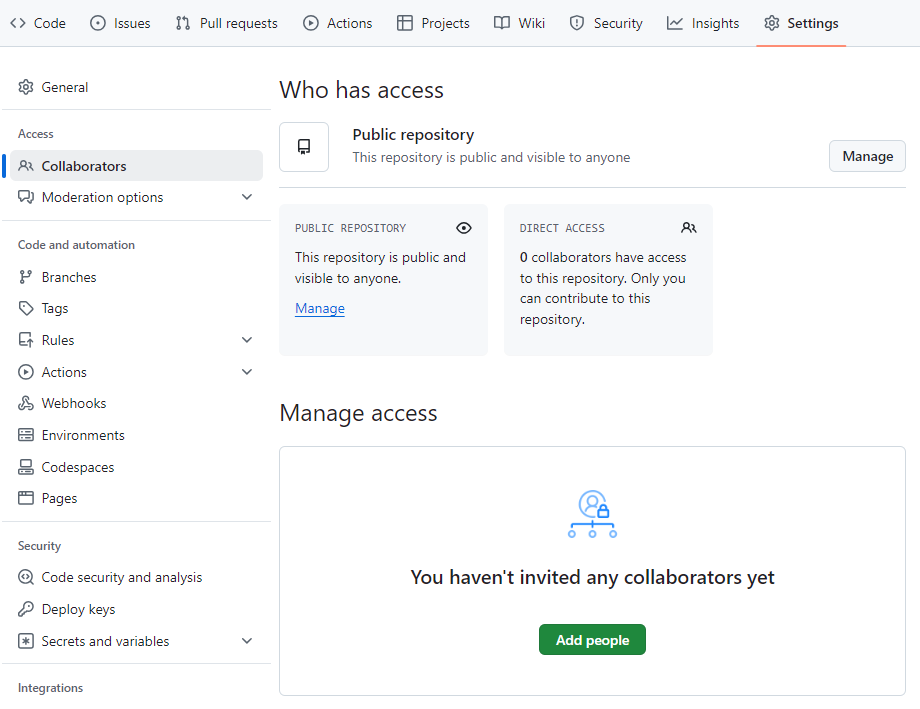 Code Issues Pull requests Actions Projects Wiki Security Insights Settings
General
Access
Collaborators
Moderation options
Code and automation
Branches
Tags
Rules
Actions
Webhooks
Environments
Codespaces
Pages
Security
Code security and analysis
Deploy keys
Secrets and variables
Integrations
Who has access
Public repository
This repository is public and visible to anyone
Manage
PUBLIC REPOSITORY
This repository is public and
visible to anyone.
Manage
DIRECT ACCESS
0 collaborators have access
to this repository. Only you
can contribute to this
repository.
Manage access
You haven't invited any collaborators yet
Add people